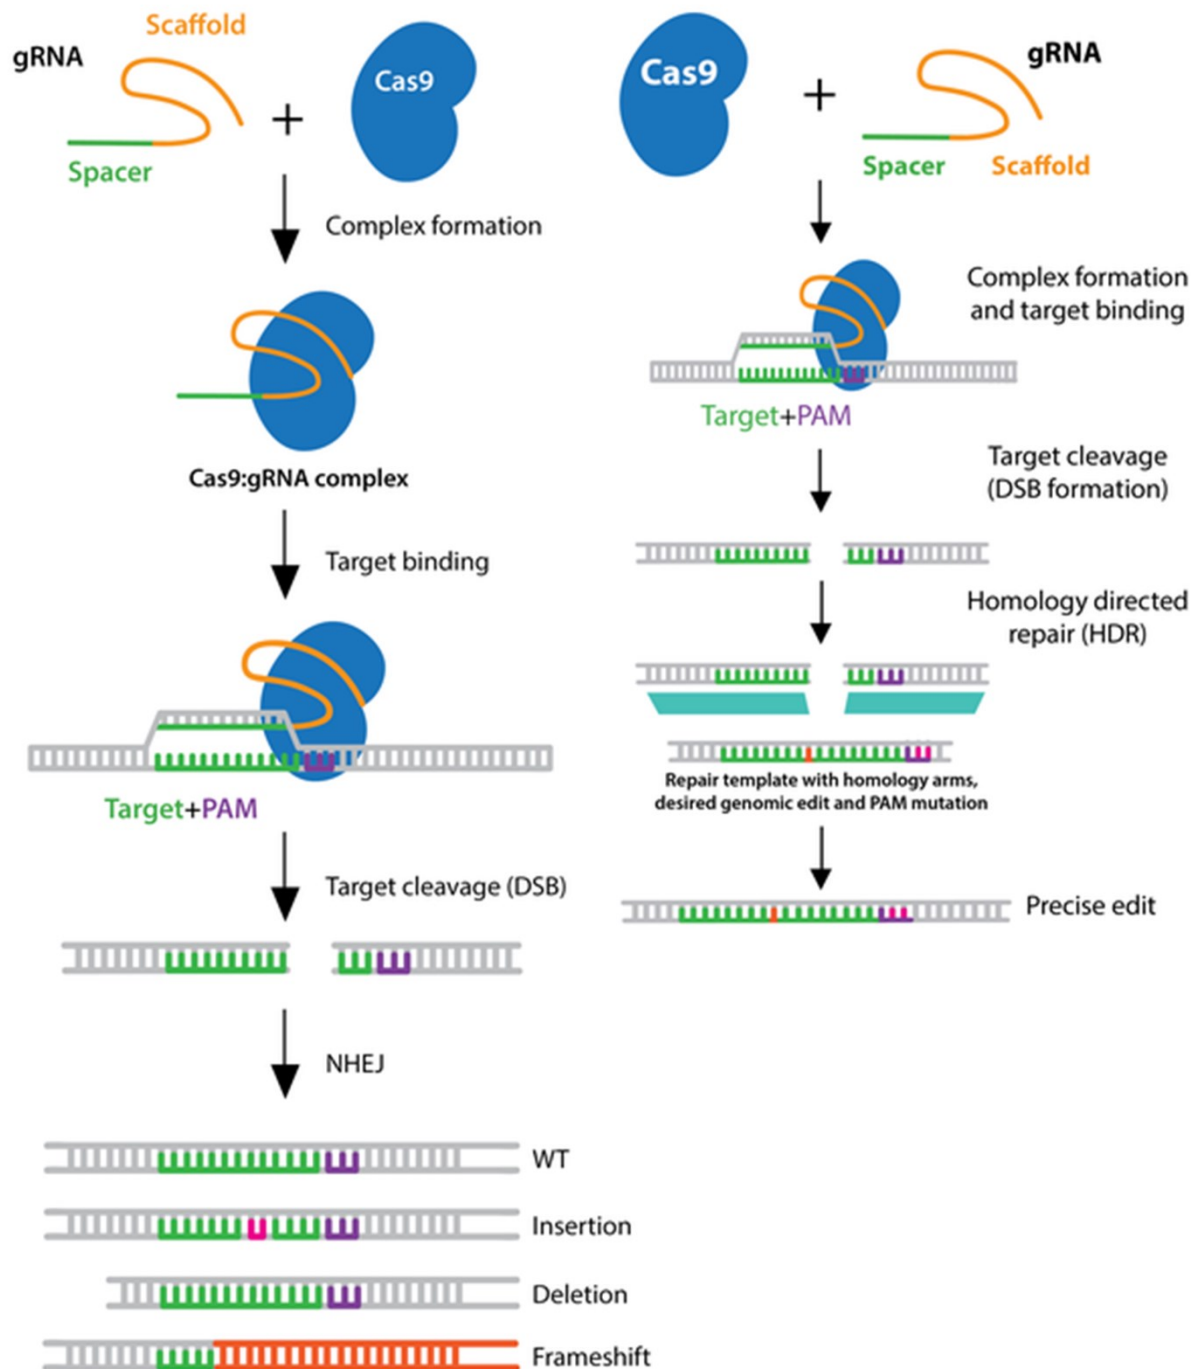 gRNA
Scaffold
Spacer
+
Cas9
Complex formation
Cas9:gRNA complex
Target binding
Target+PAM
Target cleavage (DSB)
NHEJ
WT
Insertion
Deletion
Frameshift
Cas9
+
gRNA
Spacer
Scaffold
Complex formation
and target binding
Target+PAM
Target cleavage
(DSB formation)
Homology directed
repair (HDR)
Repair template with homology arms,
desired genomic edit and PAM mutation
Precise edit